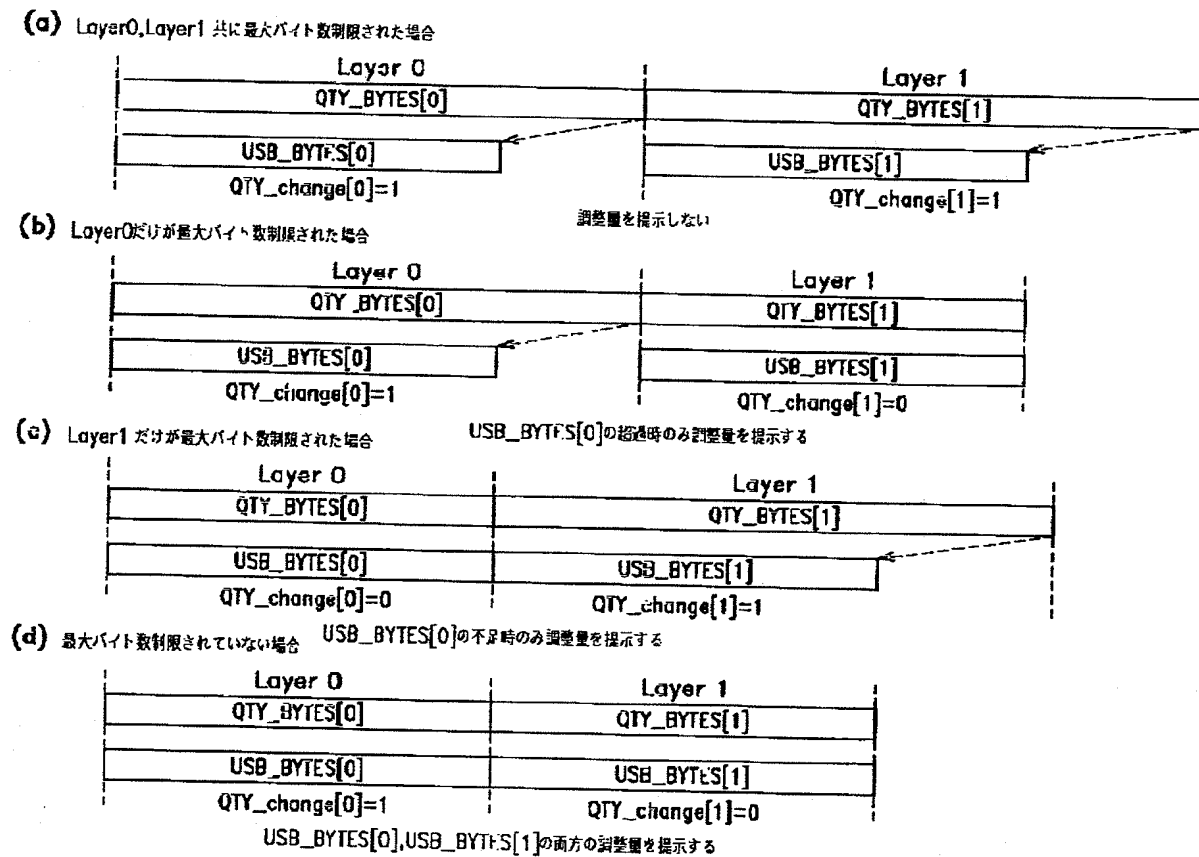 (a) Layer0,Layer1 共に最大バイト数制限された場合
Layer 0
Layer 1
QTY_BYTES[0]
QTY_BYTES[1]
USB_BYTES[0]
USB_BYTES[1]
QTY_change[0]=1
QTY_change[1]=1
調整量を提示しない
(b) Layer0だけが最大バイト数制限された場合
Layer 0
Layer 1
QTY_BYTES[0]
QTY_BYTES[1]
USB_BYTES[0]
USB_BYTES[1]
QTY_change[0]=1
QTY_change[1]=0
USB_BYTES[0]の超過時のみ調整量を提示する
(c) Layer1 だけが最大バイト数制限された場合
Layer 0
Layer 1
QTY_BYTES[0]
QTY_BYTES[1]
USB_BYTES[0]
USB_BYTES[1]
QTY_change[0]=0
QTY_change[1]=1
USB_BYTES[0]の不足時のみ調整量を提示する
(d) 最大バイト数制限されていない場合
Layer 0
Layer 1
QTY_BYTES[0]
QTY_BYTES[1]
USB_BYTES[0]
USB_BYTES[1]
QTY_change[0]=1
QTY_change[1]=0
USB_BYTES[0],USB_BYTES[1]の両方の調整量を提示する